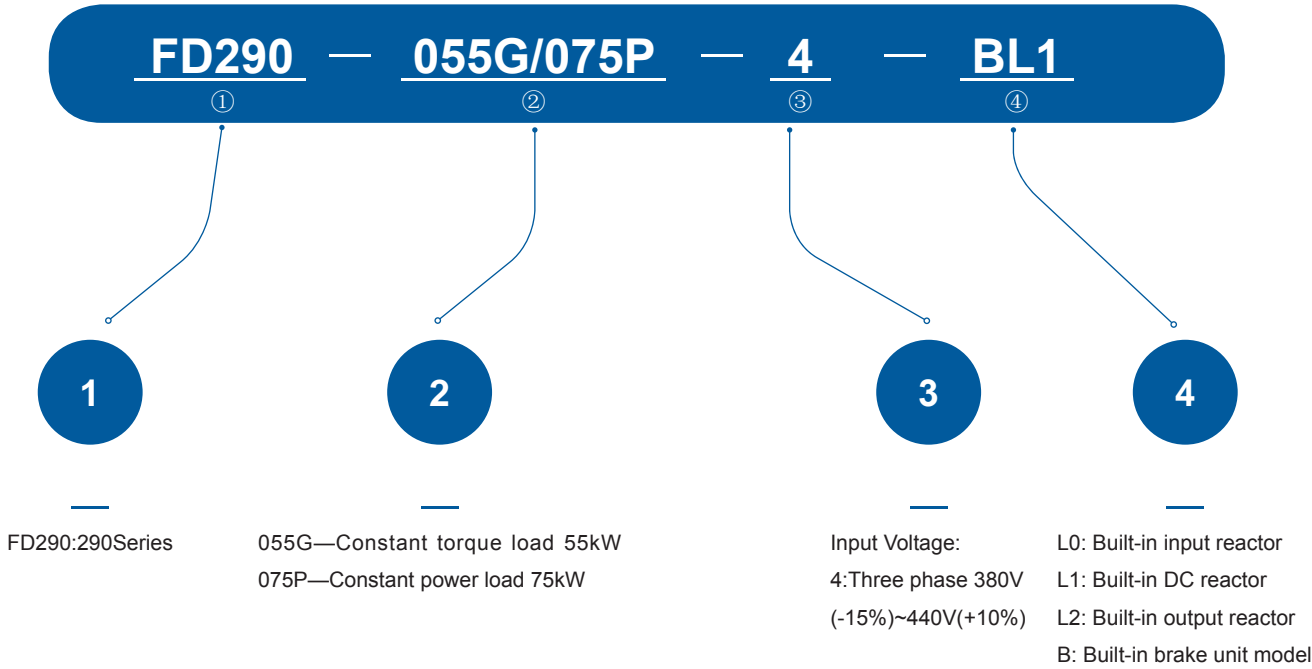 FD290 — 055G/075P — 4 — BL1
① ② ③ ④
1 2 3 4
FD290:290Series
055G—Constant torque load 55kW
075P—Constant power load 75kW
Input Voltage:
4:Three phase 380V
(-15%)~440V(+10%)
L0: Built-in input reactor
L1: Built-in DC reactor
L2: Built-in output reactor
B: Built-in brake unit model